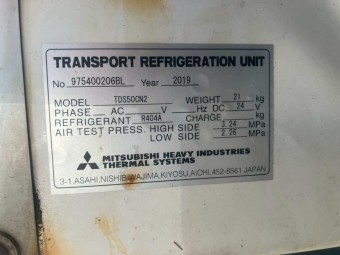 TRANSPORT REFRIGERATION UNIT
No 975400206BL Year 2019
MODEL TDS50CN2 WEIGHT 21 kg
PHASE AC V Hz DC 24 V
REFRIGERANT R404A CHARGE kg
AIR TEST PRESS. HIGH SIDE 3.24 MPa
LOW SIDE 2.26 MPa
MITSUBISHI HEAVY INDUSTRIES
THERMAL SYSTEMS
3-1, ASAHI, NISHIBIWAJIMA, KIYOSU, AICHI, 452-8561, JAPAN